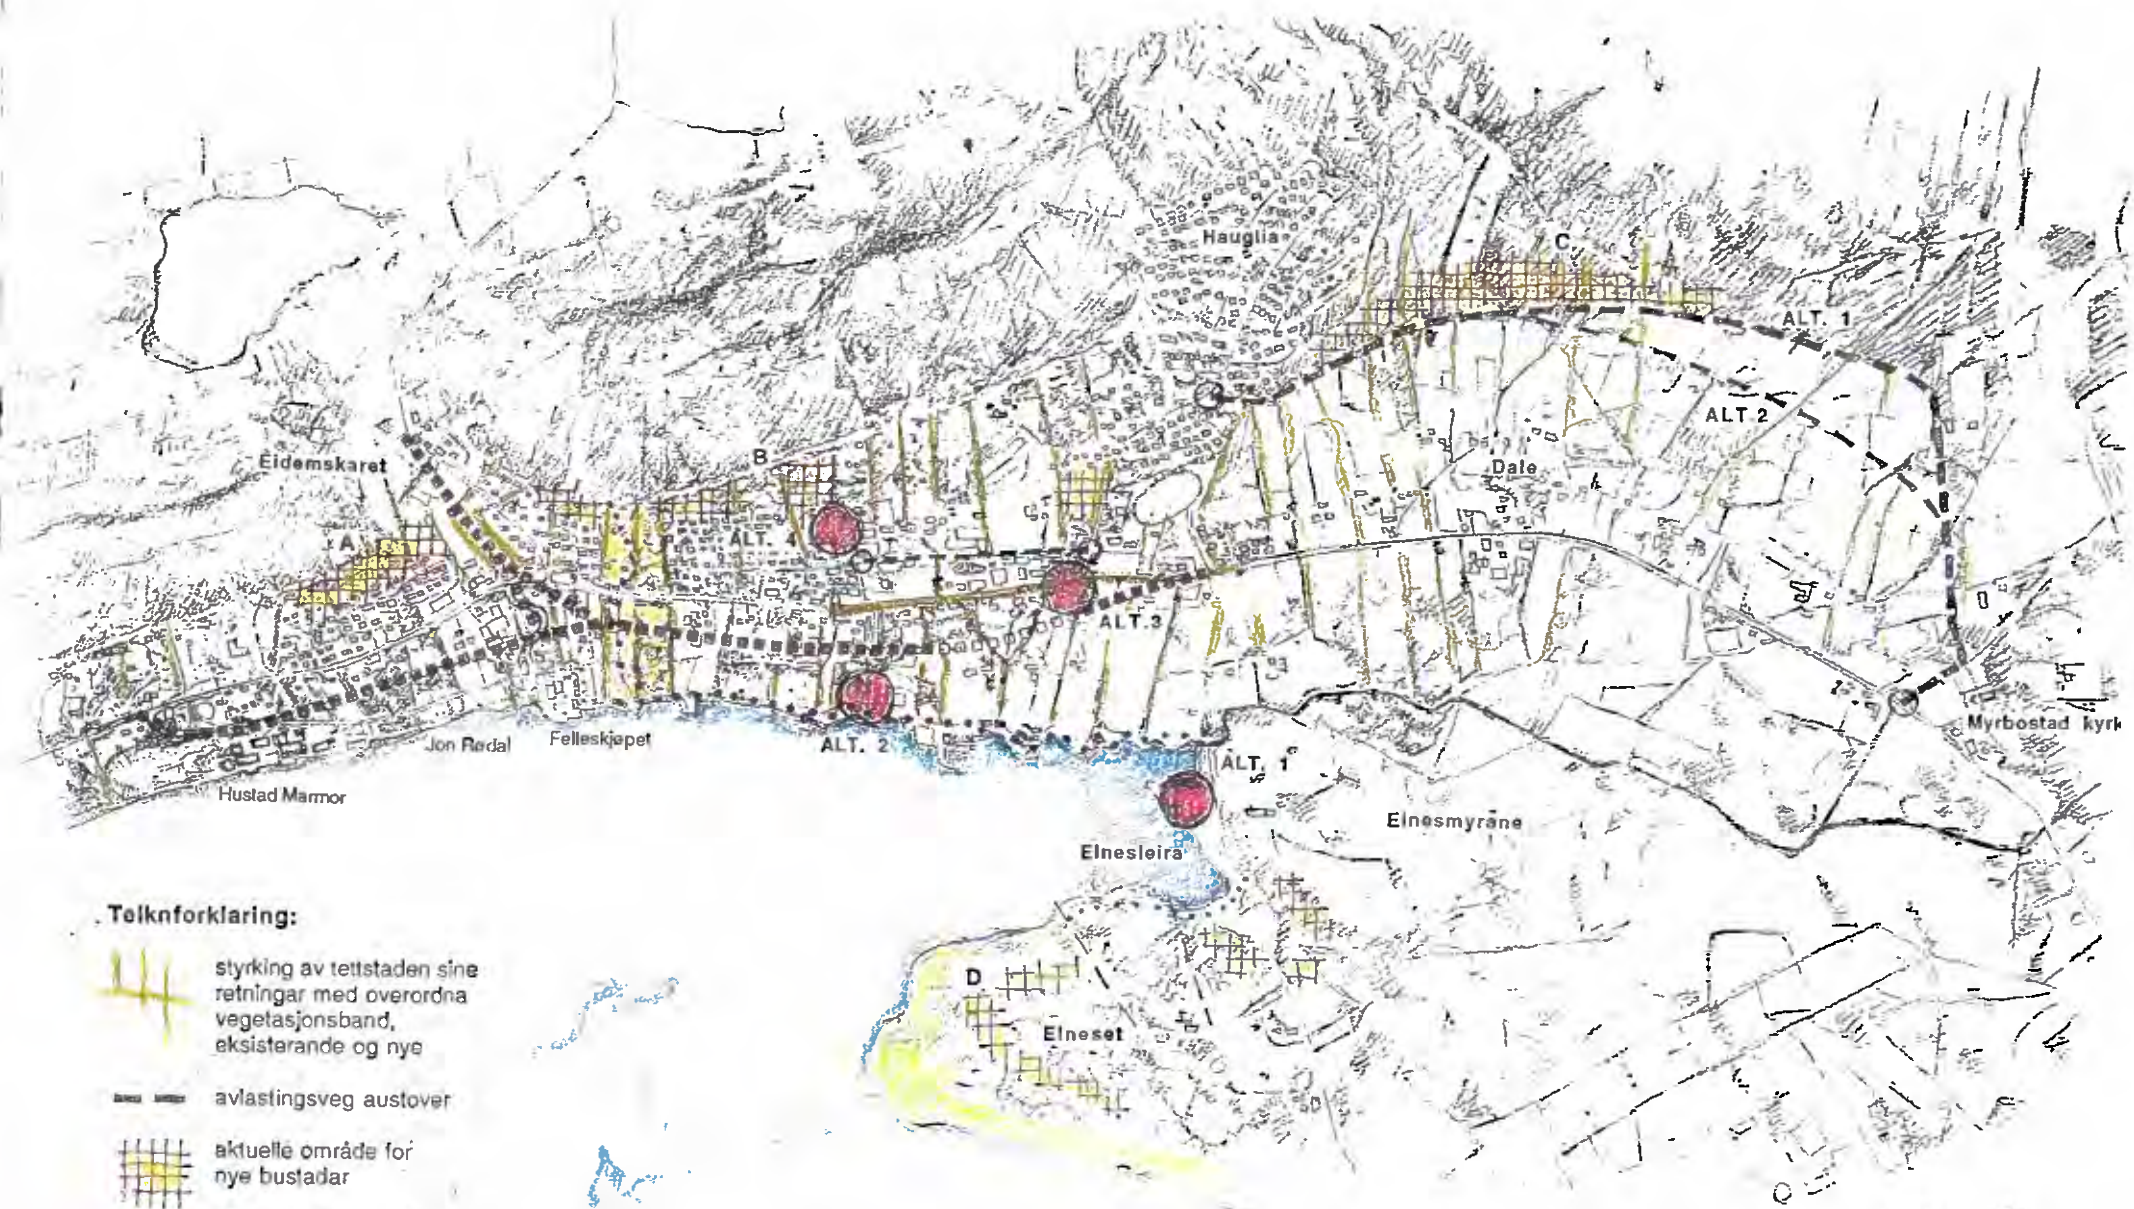 Hauglia
C
ALT. 1
ALT 2
Eidemskaret
B
Dale
A
ALT. 4
ALT.3
Myrbostad kyrk
Jon Rødal
Felleskjøpet
ALT. 2
ALT. 1
Hustad Marmor
Elnesmyrane
Elnesleira
D
Elneset
Teiknforklaring:
styrking av tettstaden sine
retningar med overordna
vegetasjonsband,
eksisterande og nye
avlastingsveg austover
aktuelle område for
nye bustadar